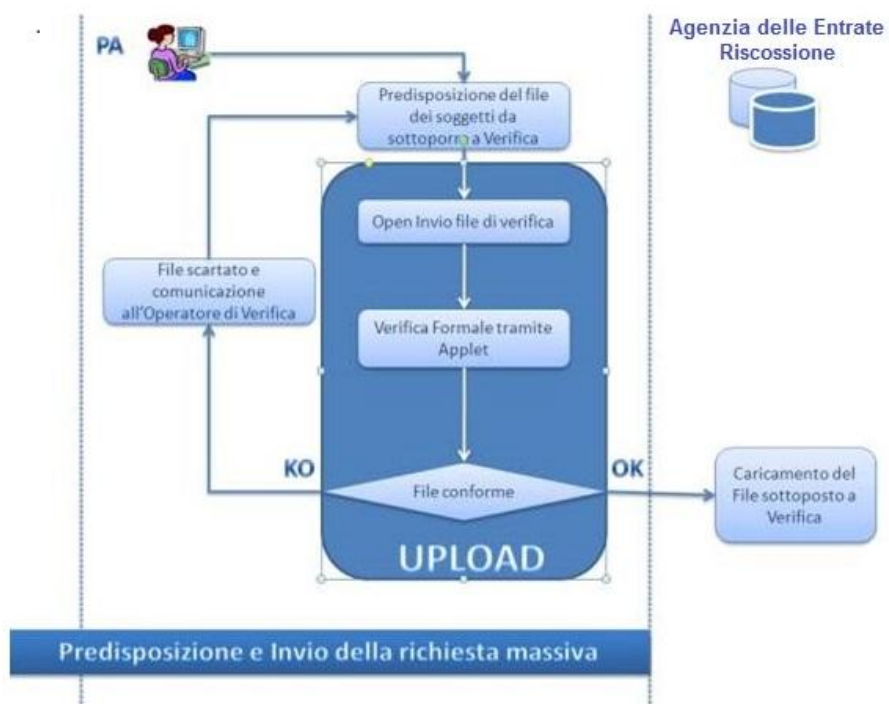 PA
Agenzia delle Entrate
Riscossione
Predisposizione del file
dei soggetti da
sottoporre a Verifica
Open Invio file di verifica
File scartato e
comunicazione
all'Operatore di Verifica
Verifica Formale tramite
Applet
KO
File conforme
OK
Caricamento del
File sottoposto a
Verifica
UPLOAD
Predisposizione e Invio della richiesta massiva